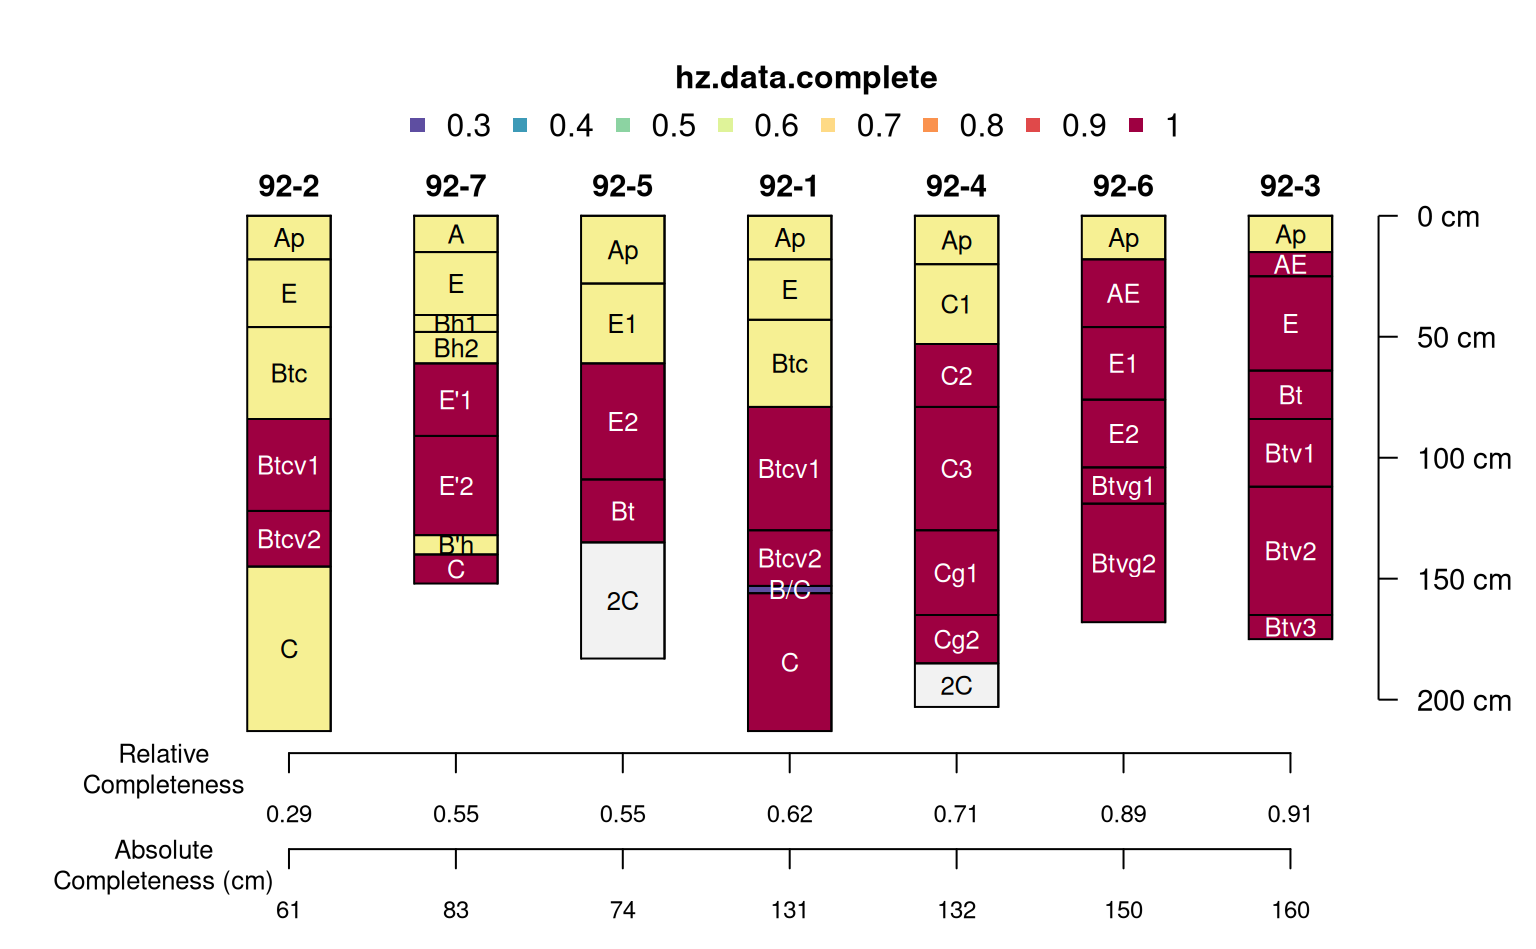 hz.data.complete
0.3 0.4 0.5 0.6 0.7 0.8 0.9 1
92-2 92-7 92-5 92-1 92-4 92-6 92-3
Ap
E
Btc
Btcv1
Btcv2
C
A
E
Bh1
Bh2
E'1
E'2
B'h
C
Ap
E1
E2
Bt
2C
Ap
E
Btc
Btcv1
Btcv2
B/C
C
Ap
C1
C2
C3
Cg1
Cg2
2C
Ap
AE
E1
E2
Btvg1
Btvg2
Ap
AE
E
Bt
Btv1
Btv2
Btv3
0 cm
50 cm
100 cm
150 cm
200 cm
Relative
Completeness
0.29 0.55 0.55 0.62 0.71 0.89 0.91
Absolute
Completeness (cm)
61 83 74 131 132 150 160